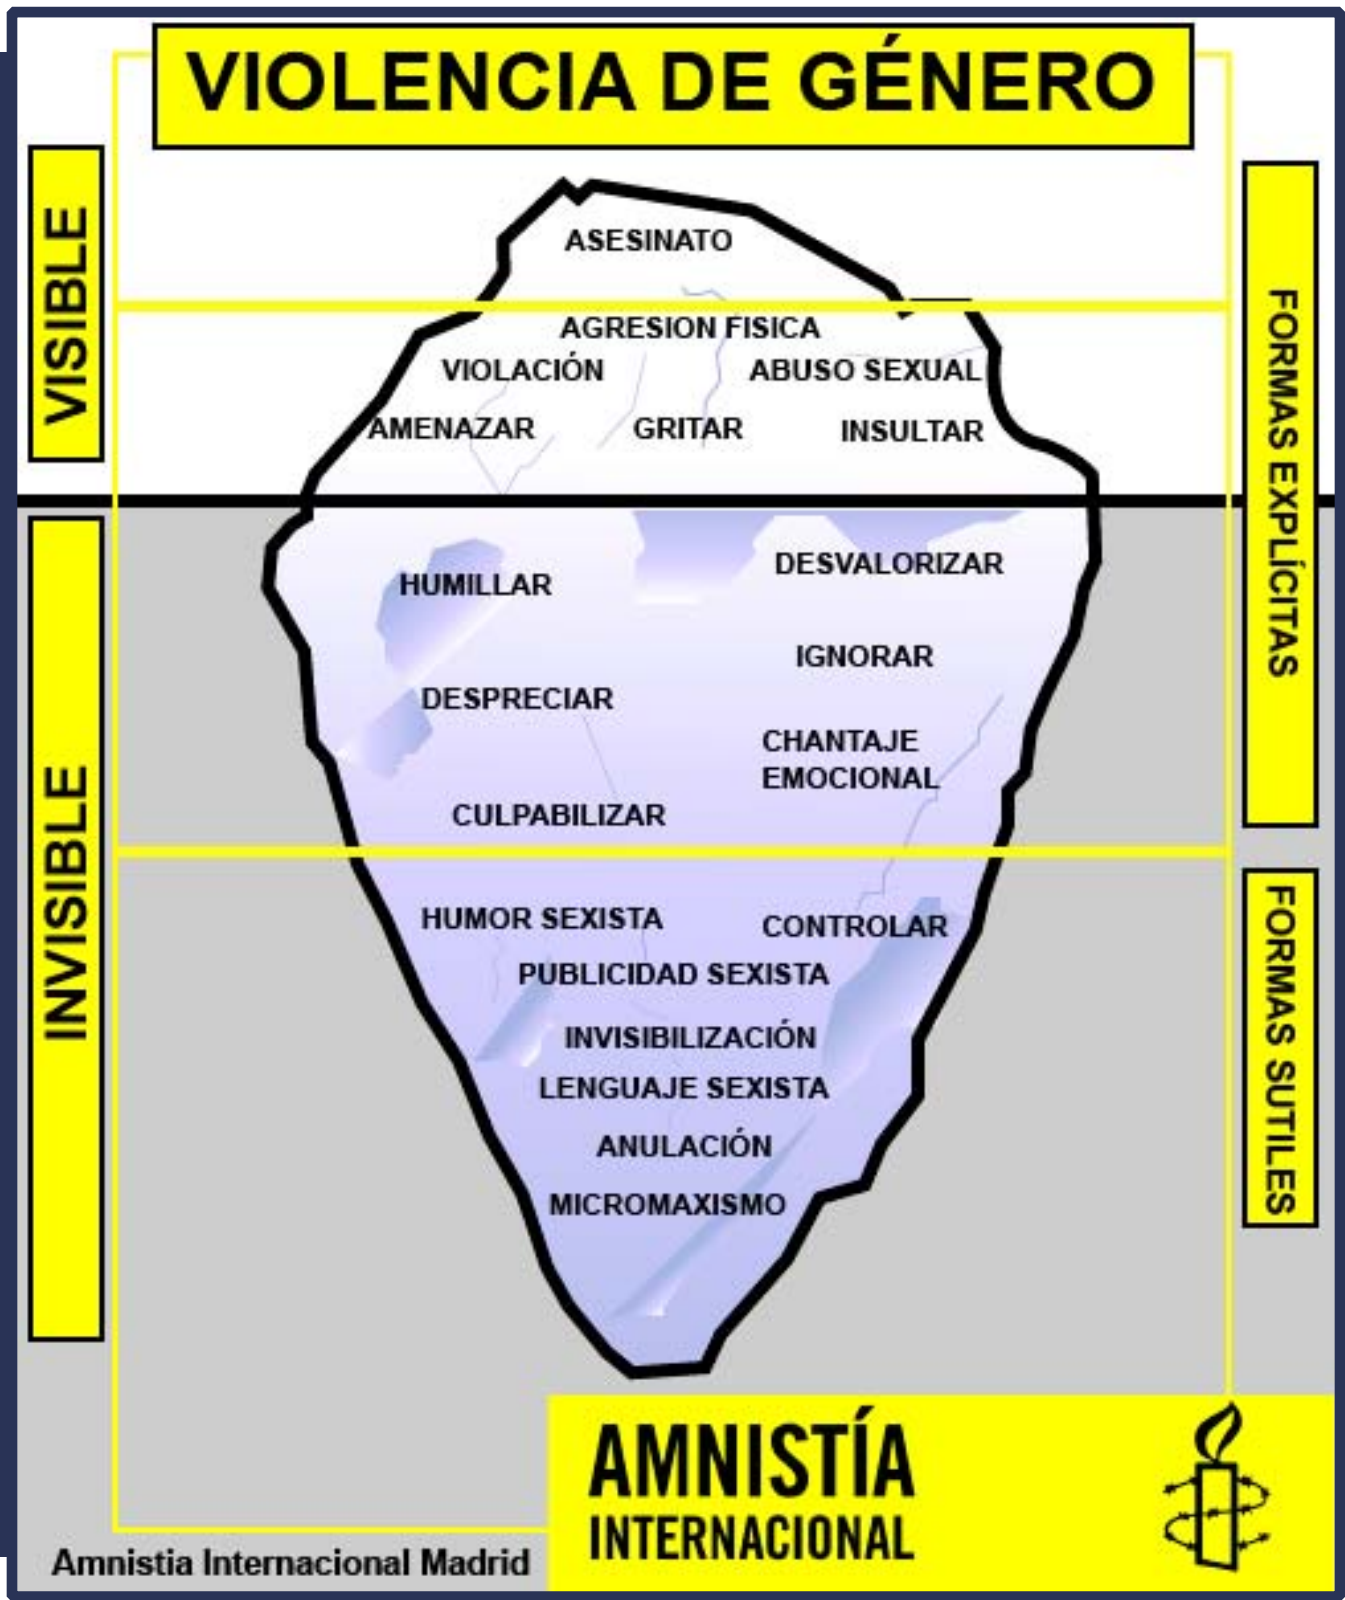 VIOLENCIA DE GÉNERO
VISIBLE
ASESINATO
AGRESION FISICA
VIOLACIÓN ABUSO SEXUAL
AMENAZAR GRITAR INSULTAR
FORMAS EXPLÍCITAS
INVISIBLE
DESVALORIZAR
HUMILLAR
IGNORAR
DESPRECIAR
CHANTAJE
EMOCIONAL
CULPABILIZAR
HUMOR SEXISTA CONTROLAR
PUBLICIDAD SEXISTA
INVISIBILIZACIÓN
LENGUAJE SEXISTA
ANULACIÓN
MICROMAXISMO
FORMAS SUTILES
AMNISTÍA
INTERNACIONAL
Amnistia Internacional Madrid